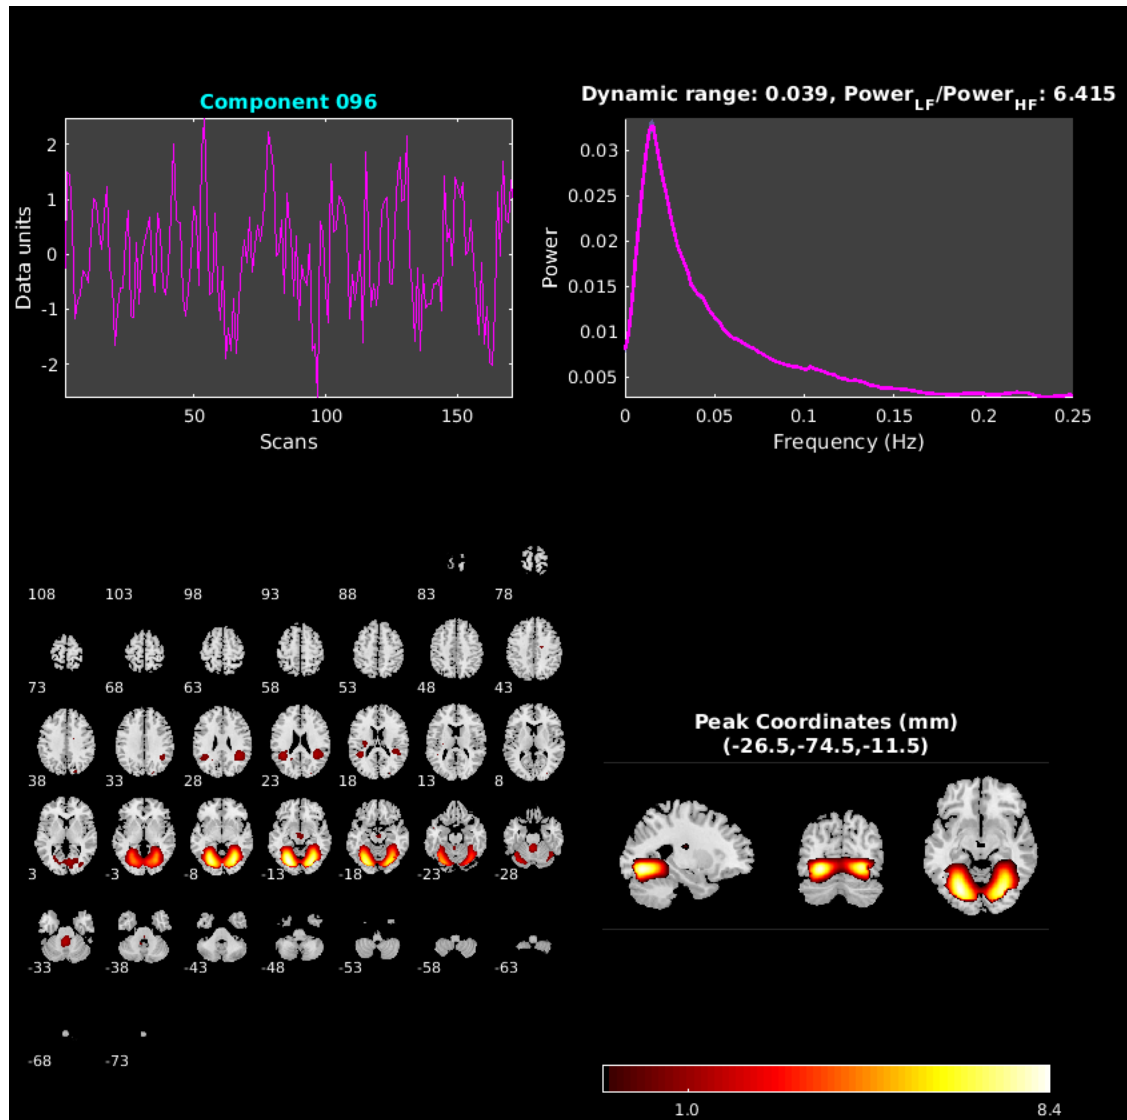 Component 096
Dynamic range: 0.039, Power_LF/Power_HF: 6.415
2
1
0
-1
-2
Data units
50 100 150
Scans
0.03
0.025
0.02
0.015
0.01
0.005
Power
0 0.05 0.1 0.15 0.2 0.25
Frequency (Hz)
108 103 98 93 88 83 78
73 68 63 58 53 48 43
38 33 28 23 18 13 8
3 -3 -8 -13 -18 -23 -28
-33 -38 -43 -48 -53 -58 -63
-68 -73
Peak Coordinates (mm)
(-26.5,-74.5,-11.5)
1.0 8.4